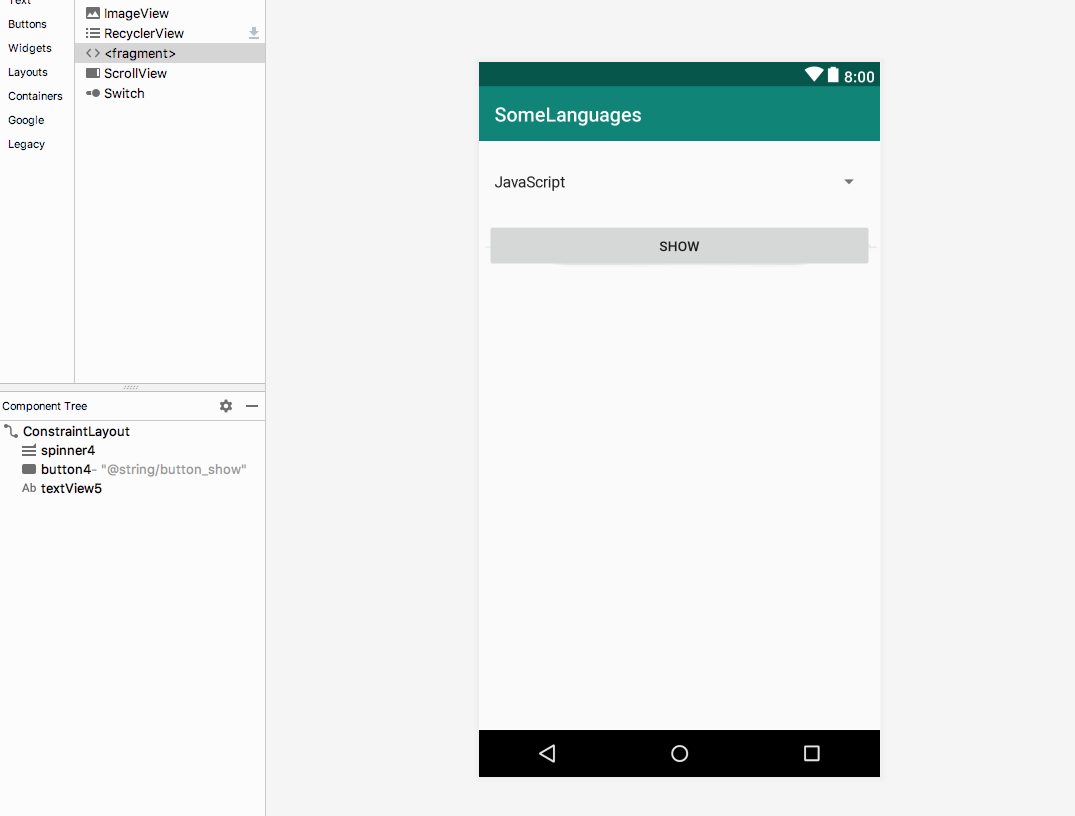 Text
Buttons
Widgets
Layouts
Containers
Google
Legacy
ImageView
RecyclerView
<fragment>
ScrollView
Switch
Component Tree
ConstraintLayout
spinner4
button4- "@string/button_show"
Ab textView5
8:00
SomeLanguages
JavaScript
SHOW